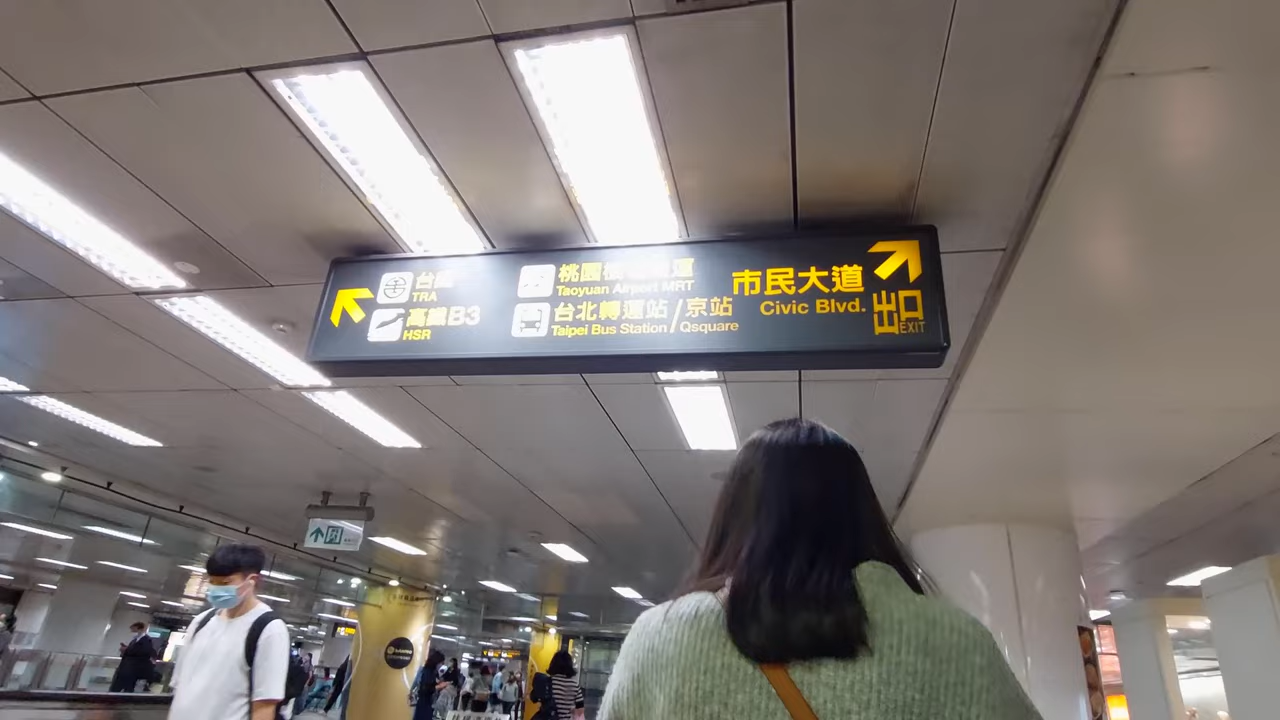 台鐵
TRA
高鐵B3
HSR
桃園機場捷運
Taoyuan Airport MRT
台北轉運站/京站
Taipei Bus Station / Qsquare
市民大道
Civic Blvd.
出口
EXIT